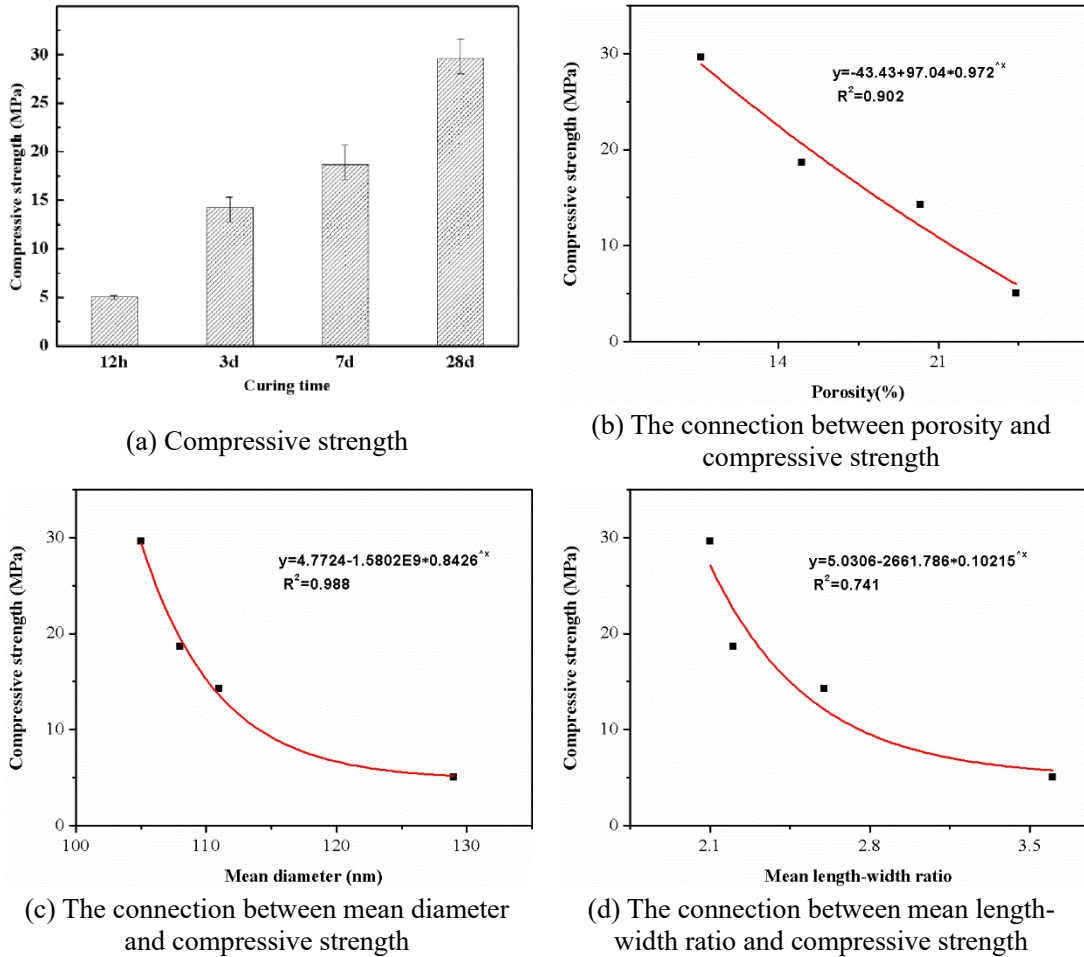 Compressive strength (MPa)
30
25
20
15
10
5
0
12h 3d 7d 28d
Curing time
(a) Compressive strength
Compressive strength (MPa)
30
20
10
0
y=-43.43+97.04*0.972^x
R²=0.902
14 21
Porosity(%)
(b) The connection between porosity and
compressive strength
Compressive strength (MPa)
30
20
10
0
y=4.7724-1.5802E9*0.8426^x
R²=0.988
100 110 120 130
Mean diameter (nm)
(c) The connection between mean diameter
and compressive strength
Compressive strength (MPa)
30
20
10
0
y=5.0306-2661.786*0.10215^x
R²=0.741
2.1 2.8 3.5
Mean length-width ratio
(d) The connection between mean length-
width ratio and compressive strength